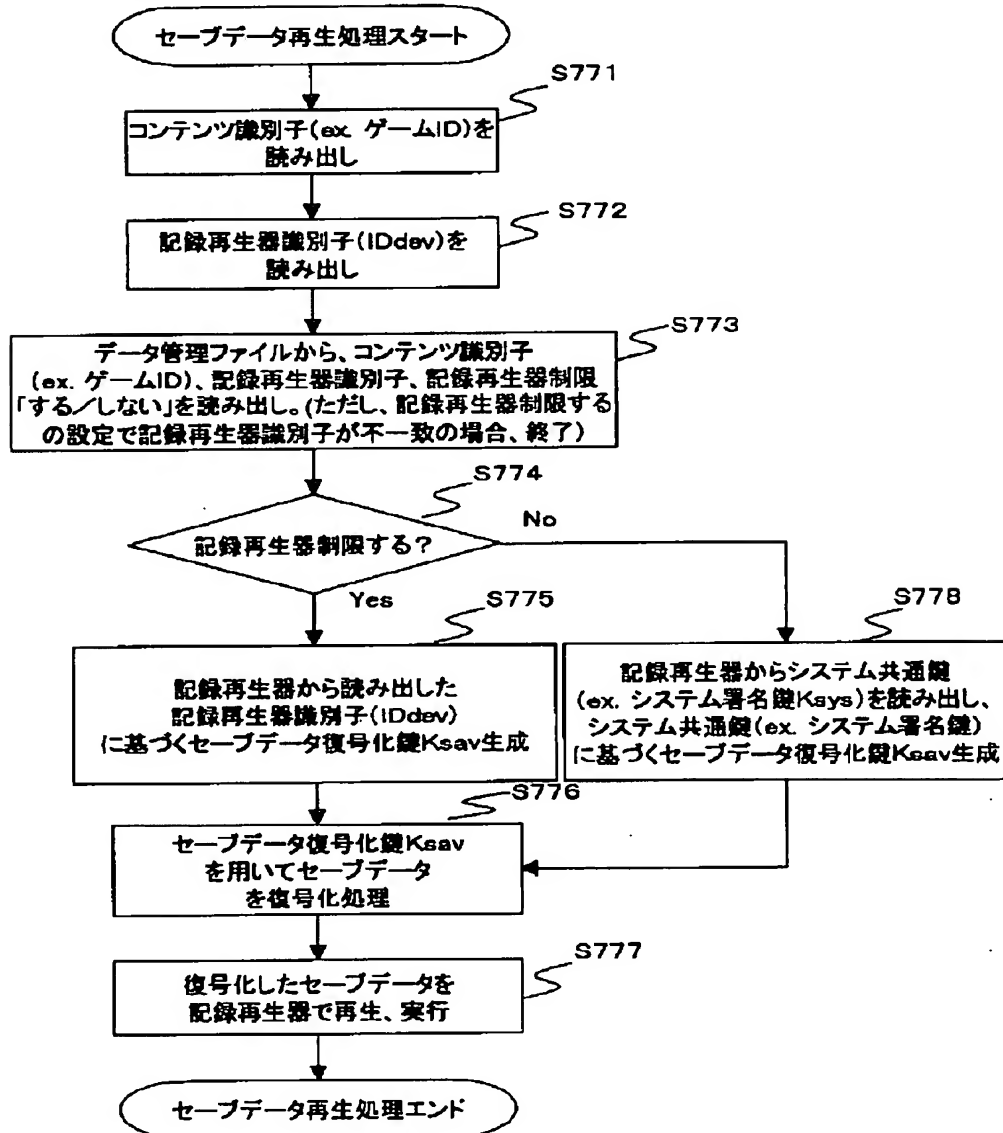 セーブデータ再生処理スタート
S771
コンテンツ識別子(ex. ゲームID)を
読み出し
S772
記録再生器識別子(IDdev)を
読み出し
S773
データ管理ファイルから、コンテンツ識別子
(ex. ゲームID)、記録再生器識別子、記録再生器制限
「する/しない」を読み出し。(ただし、記録再生器制限する
の設定で記録再生器識別子が不一致の場合、終了)
S774
記録再生器制限する?
No
Yes
S775
記録再生器から読み出した
記録再生器識別子(IDdev)
に基づくセーブデータ復号化鍵Ksav生成
S778
記録再生器からシステム共通鍵
(ex. システム署名鍵Ksys)を読み出し、
システム共通鍵(ex. システム署名鍵)
に基づくセーブデータ復号化鍵Ksav生成
S776
セーブデータ復号化鍵Ksav
を用いてセーブデータ
を復号化処理
S777
復号化したセーブデータを
記録再生器で再生、実行
セーブデータ再生処理エンド